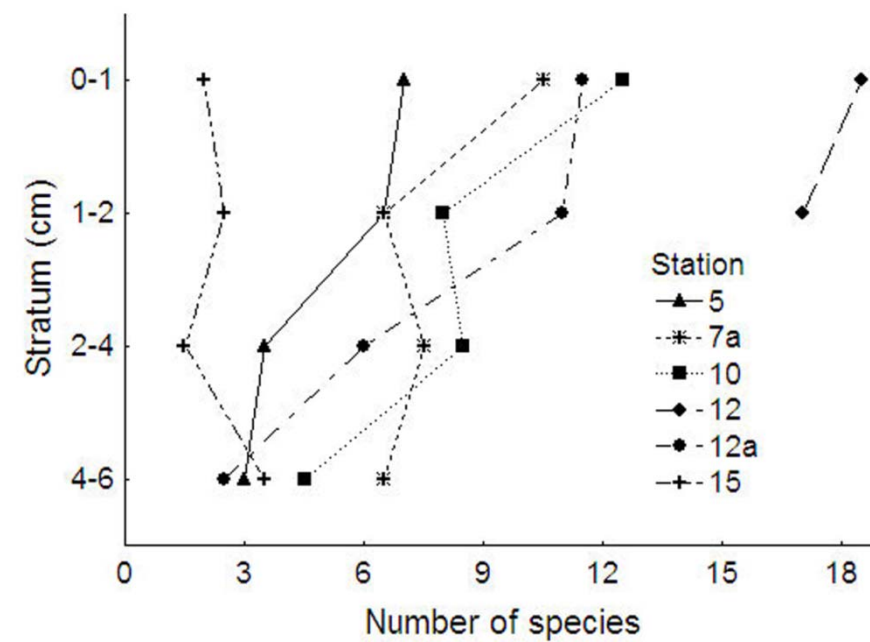 0-1
1-2
2-4
4-6
Stratum (cm)
Station
5
7a
10
12
12a
15
0 3 6 9 12 15 18
Number of species